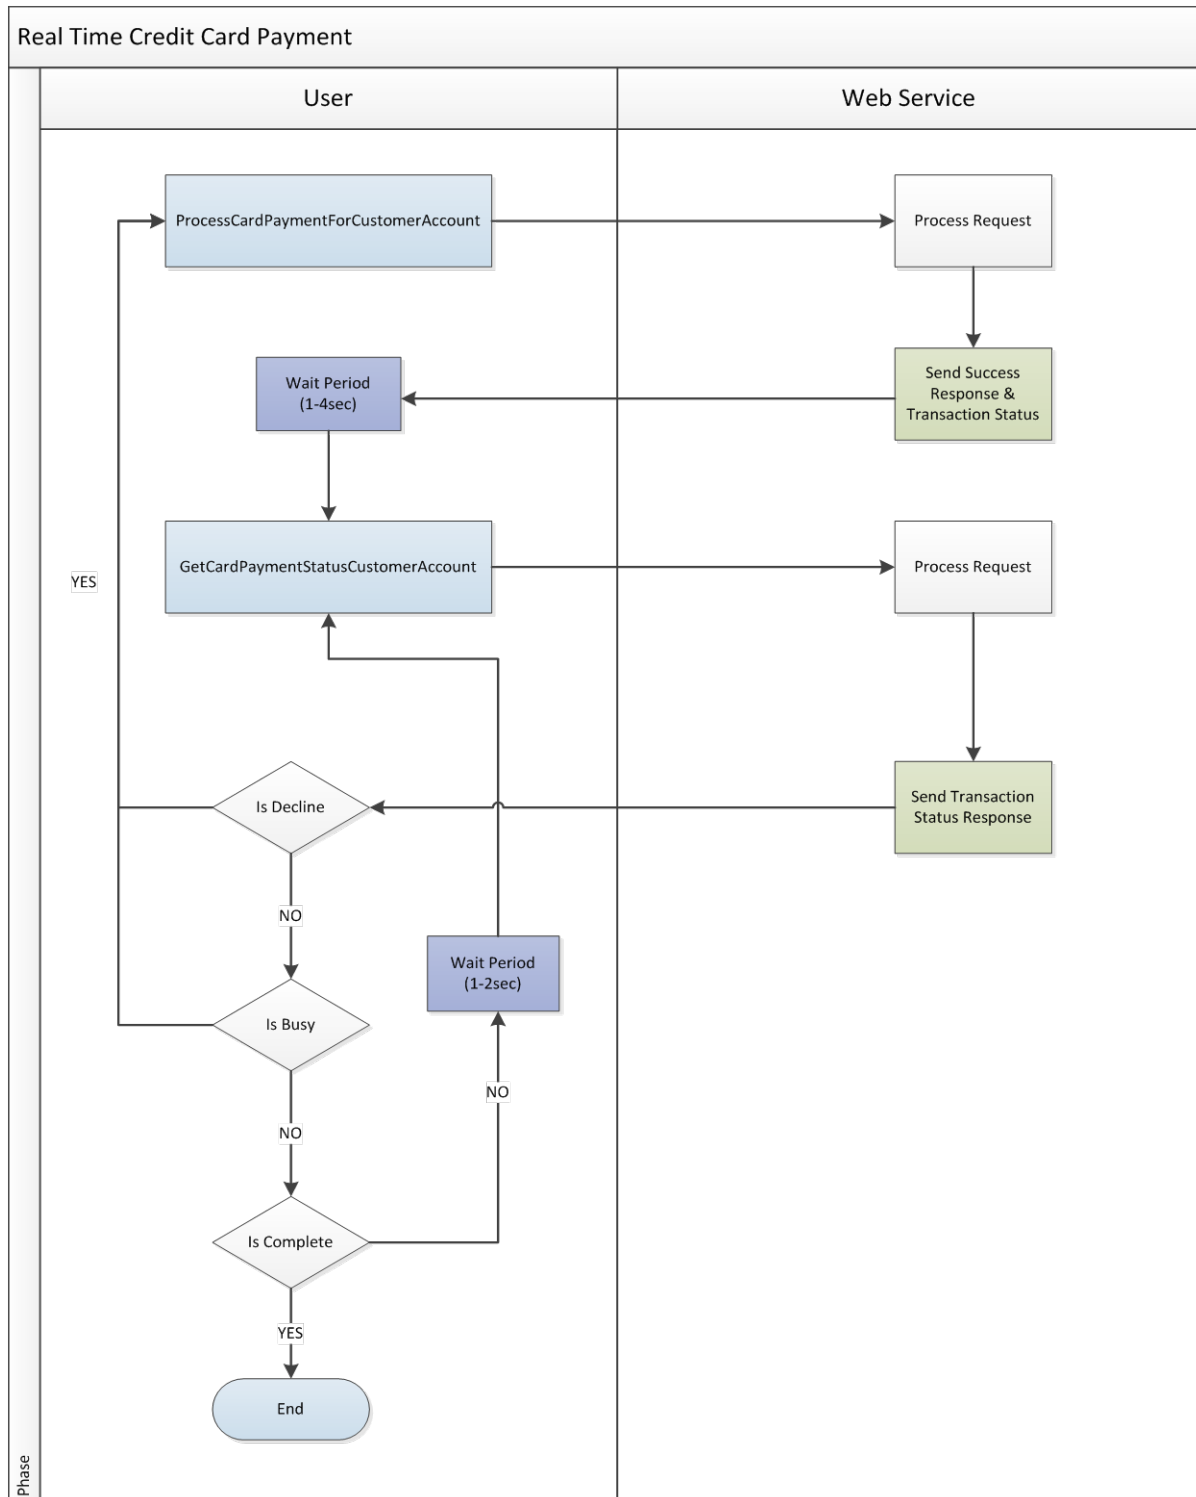 Real Time Credit Card Payment
User
Web Service
ProcessCardPaymentForCustomerAccount
Process Request
Wait Period
(1-4sec)
Send Success
Response &
Transaction Status
GetCardPaymentStatusCustomerAccount
Process Request
YES
Is Decline
Send Transaction
Status Response
NO
Wait Period
(1-2sec)
Is Busy
NO
NO
Is Complete
YES
End
Phase